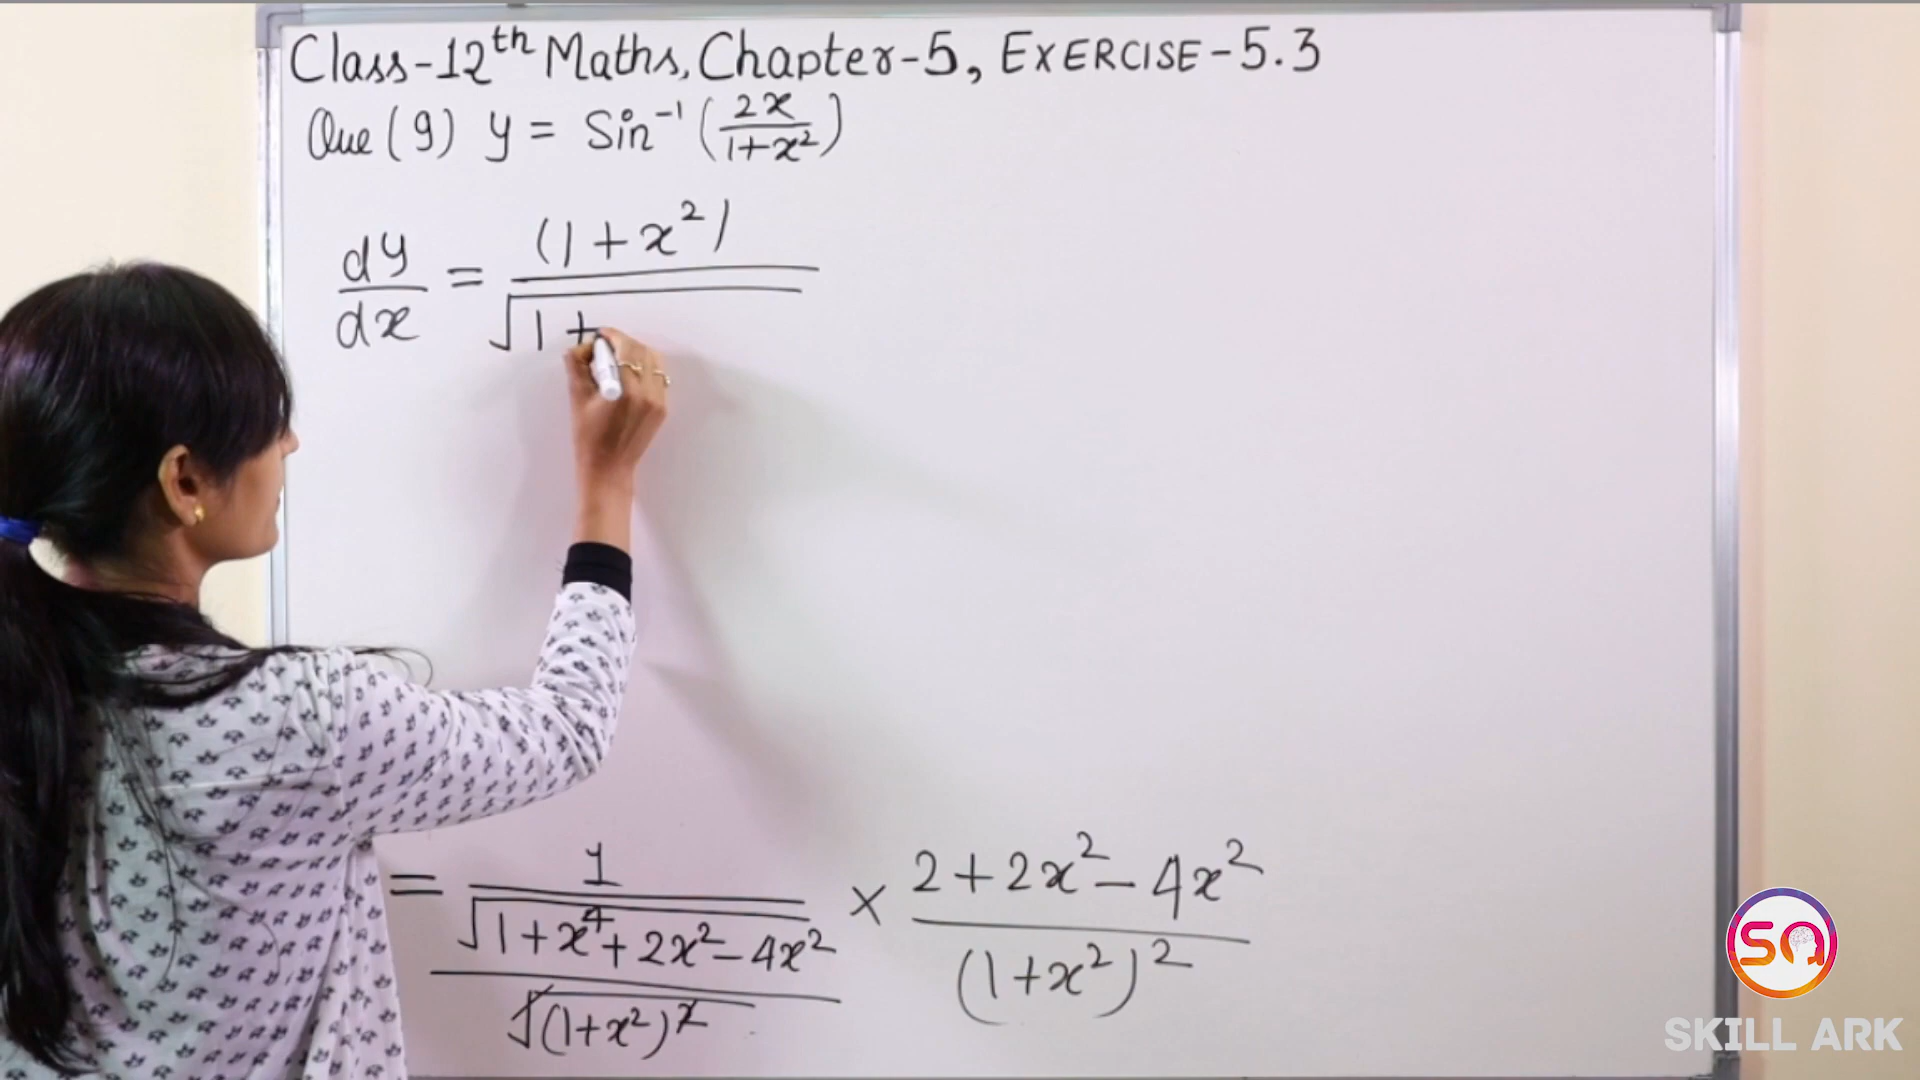 Class-12th Maths, Chapter-5, EXERCISE-5.3
Que (9) y = Sin⁻¹ (2x/1+x²)
dy/dx = (1+x²)/√1+
= 1/√1+x⁴+2x²-4x²/√(1+x²)² × 2+2x²-4x²/(1+x²)²
SA
SKILL ARK